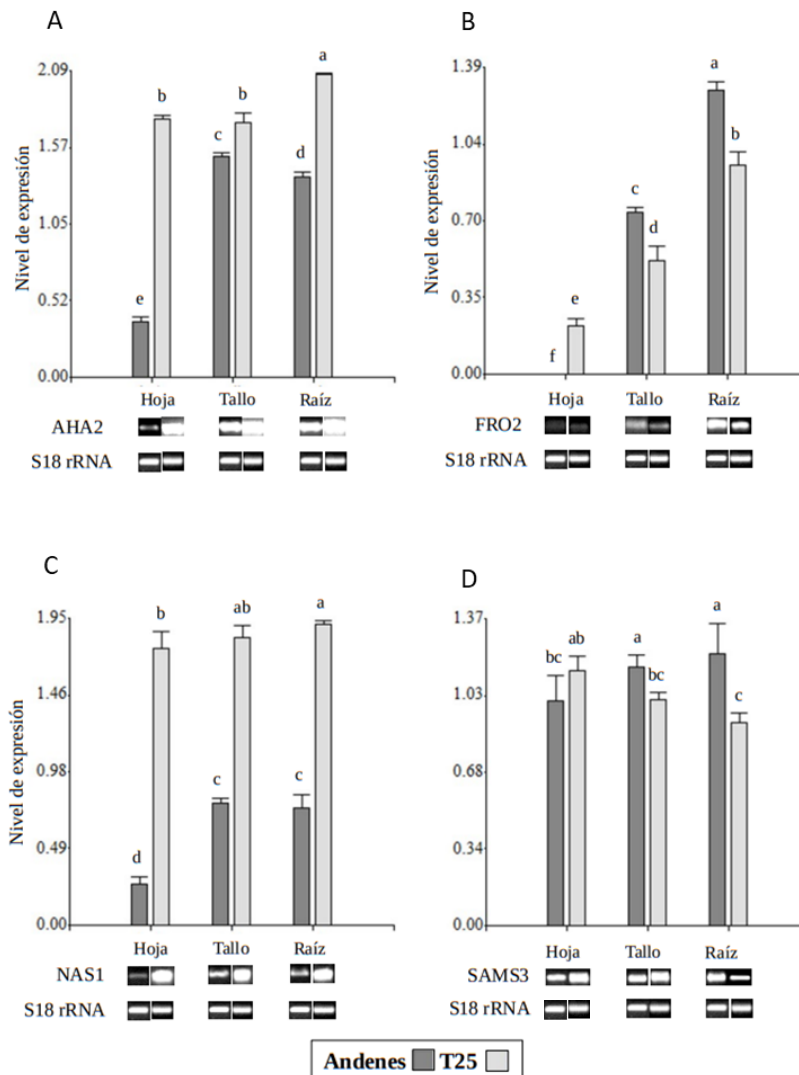 A
Nivel de expresión
2.09
1.57
1.05
0.52
0.00
e
b
c
b
d
a
Hoja Tallo Raíz
AHA2
S18 rRNA
B
Nivel de expresión
1.39
1.04
0.70
0.35
0.00
f
e
c
d
a
b
Hoja Tallo Raíz
FRO2
S18 rRNA
C
Nivel de expresión
1.95
1.46
0.98
0.49
0.00
d
b
c
ab
c
a
Hoja Tallo Raíz
NAS1
S18 rRNA
D
1.37
1.03
0.68
0.34
0.00
bc
ab
a
bc
a
c
Hoja Tallo Raíz
SAMS3
S18 rRNA
Andenes T25